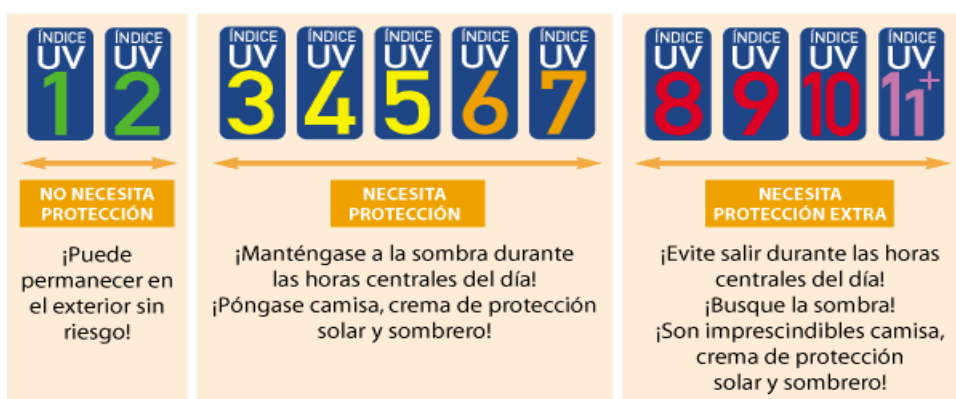 ÍNDICE UV 1
ÍNDICE UV 2
NO NECESITA
PROTECCIÓN
¡Puede
permanecer en
el exterior sin
riesgo!
ÍNDICE UV 3
ÍNDICE UV 4
ÍNDICE UV 5
ÍNDICE UV 6
ÍNDICE UV 7
NECESITA
PROTECCIÓN
¡Manténgase a la sombra durante
las horas centrales del día!
¡Póngase camisa, crema de protección
solar y sombrero!
ÍNDICE UV 8
ÍNDICE UV 9
ÍNDICE UV 10
ÍNDICE UV 11+
NECESITA
PROTECCIÓN EXTRA
¡Evite salir durante las horas
centrales del día!
¡Busque la sombra!
¡Son imprescindibles camisa,
crema de protección
solar y sombrero!